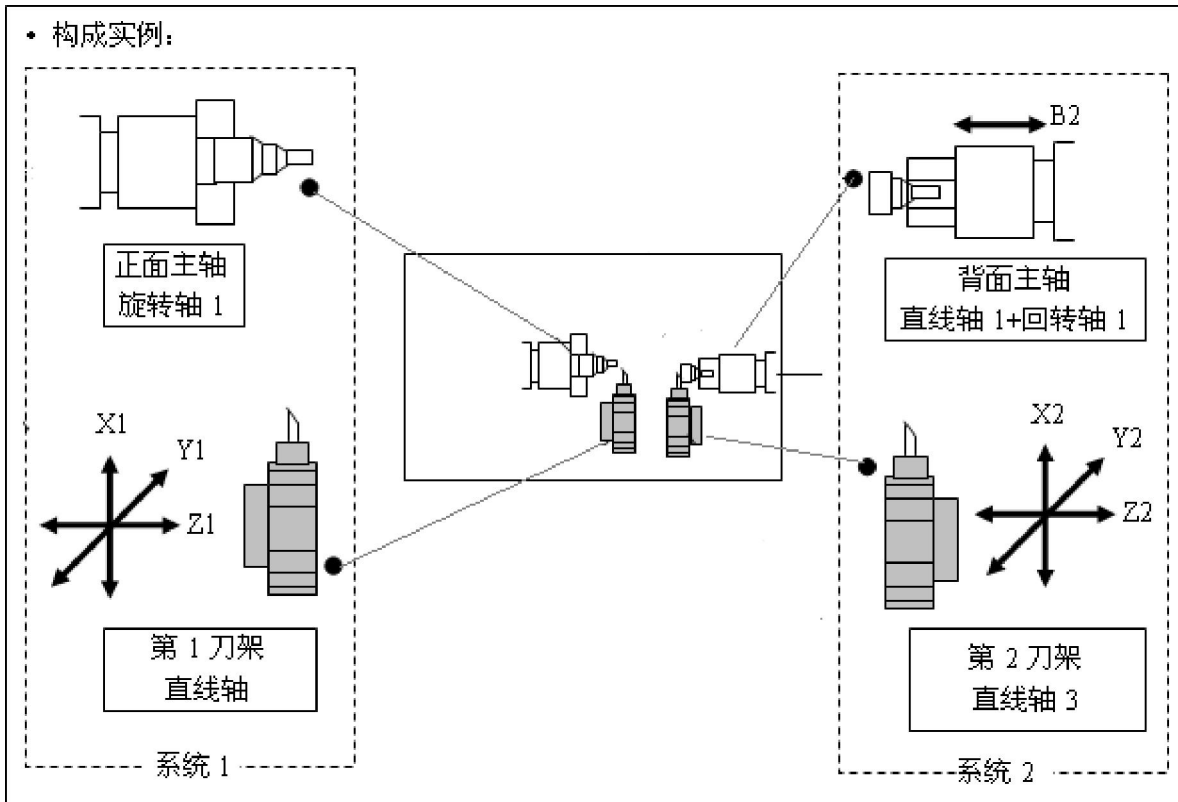 • 构成实例：
B2
正面主轴
旋转轴 1
背面主轴
直线轴 1+回转轴 1
X1
Y1
Z1
X2
Y2
Z2
第 1 刀架
直线轴
第 2 刀架
直线轴 3
系统 1
系统 2